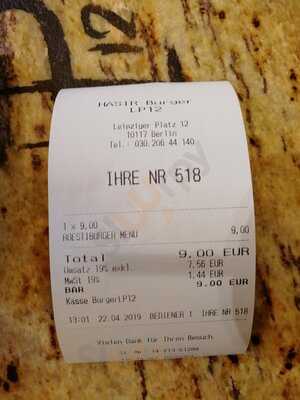 HASIR Burger
LP12
Leipziger Platz 12
10117 Berlin
Tel.: 030.206 44 140
IHRE NR 518
1 x 9,00
ROESTIBURGER MENU 9,00
Total 9,00 EUR
Umsatz 19% exkl. 7,56 EUR
MwSt 19% 1,44 EUR
BAR 9,00 EUR
Kasse BurgerLP12
13:01 22.04.2019 BEDIENER 1 IHRE NR 518
Vielen Dank für Ihren Besuch
12